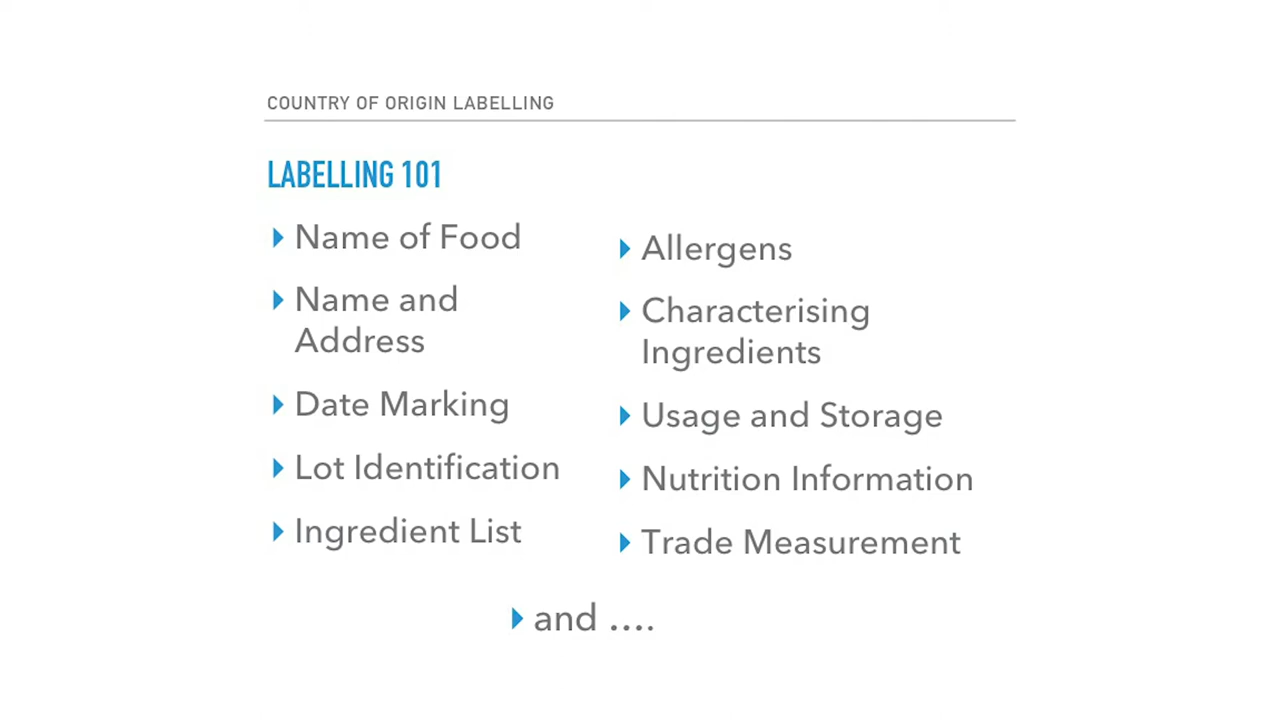 COUNTRY OF ORIGIN LABELLING
LABELLING 101
Name of Food
Name and
Address
Date Marking
Lot Identification
Ingredient List
Allergens
Characterising
Ingredients
Usage and Storage
Nutrition Information
Trade Measurement
and ....